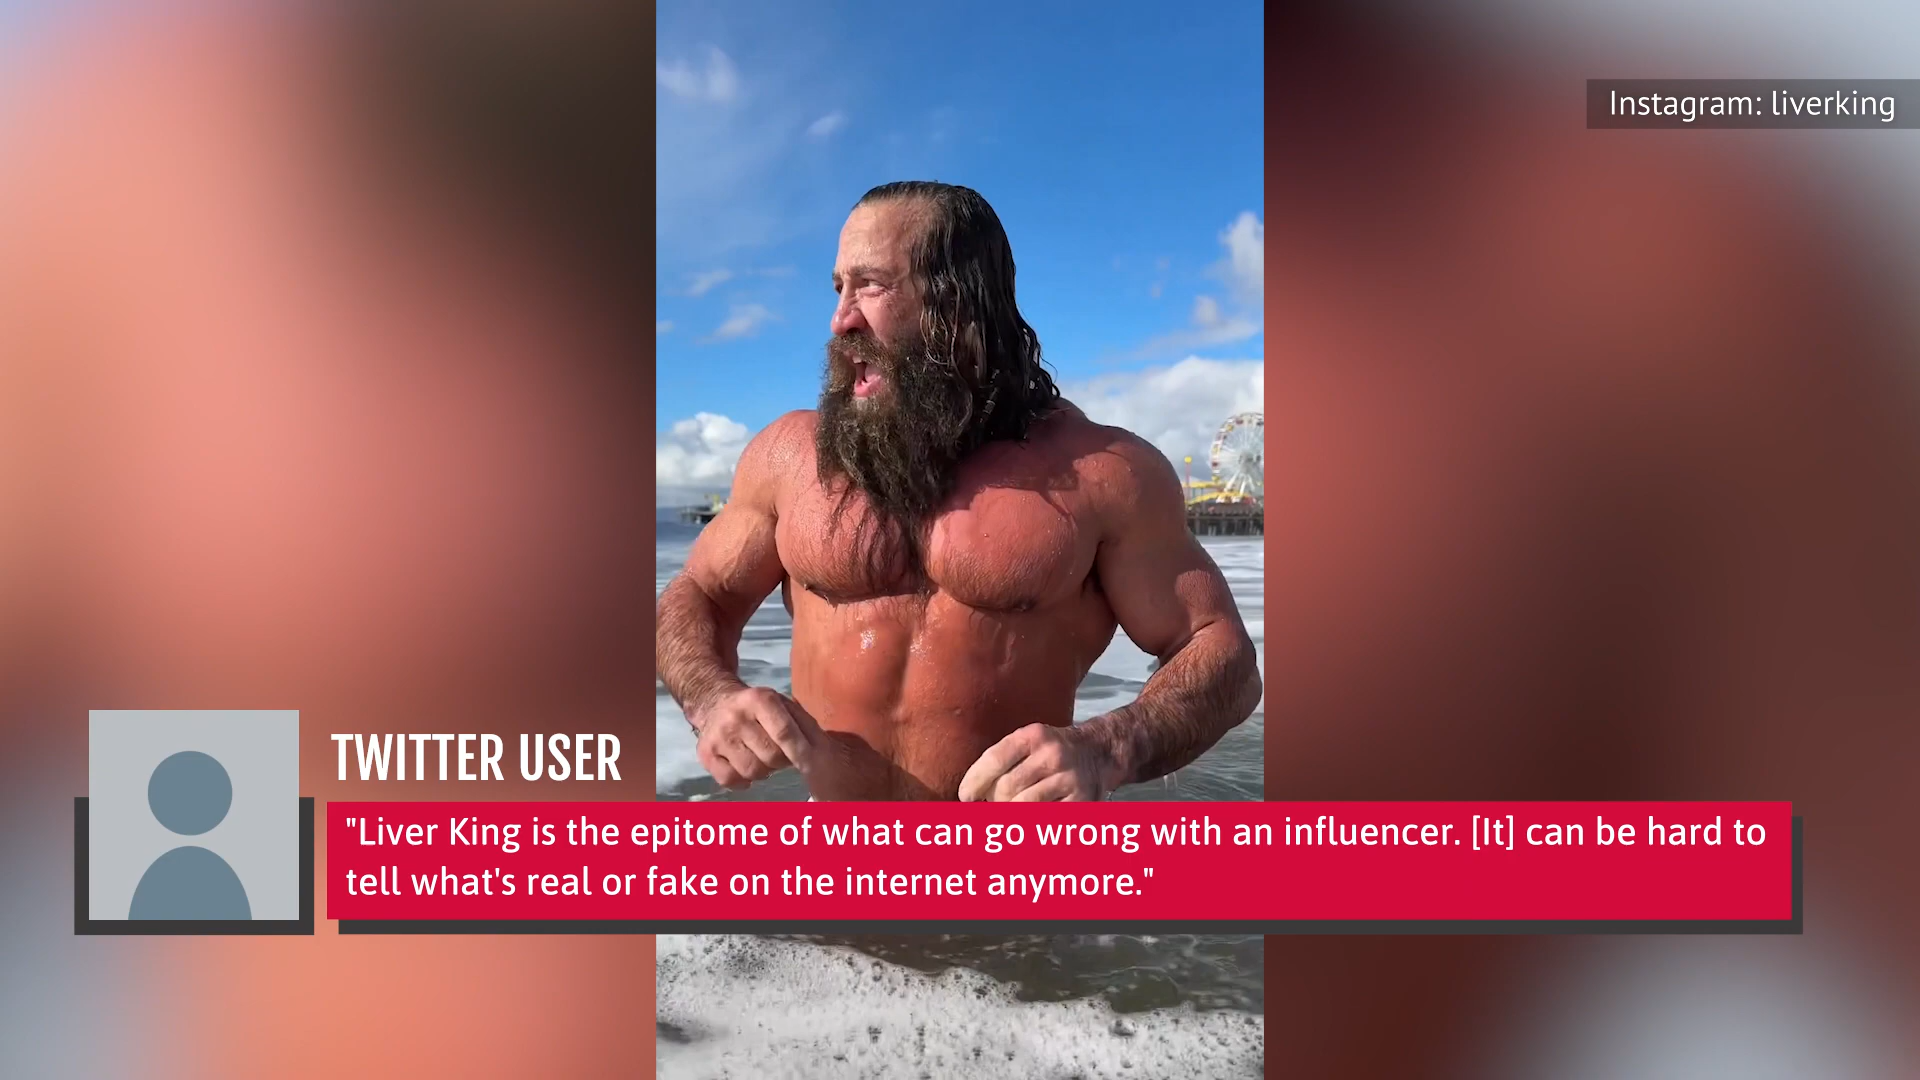 Instagram: liverking
TWITTER USER
"Liver King is the epitome of what can go wrong with an influencer. [It] can be hard to
tell what's real or fake on the internet anymore."